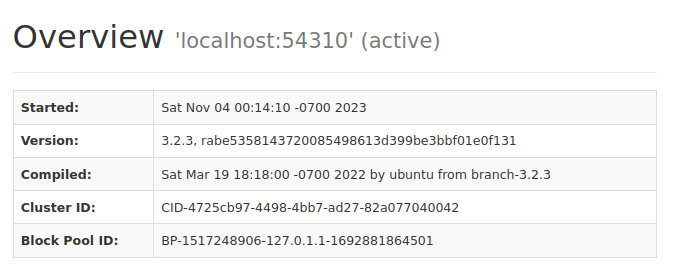 Overview 'localhost:54310' (active)
Started: Sat Nov 04 00:14:10 -0700 2023
Version: 3.2.3, rabe5358143720085498613d399be3bbf01e0f131
Compiled: Sat Mar 19 18:18:00 -0700 2022 by ubuntu from branch-3.2.3
Cluster ID: CID-4725cb97-4498-4bb7-ad27-82a077040042
Block Pool ID: BP-1517248906-127.0.1.1-1692881864501